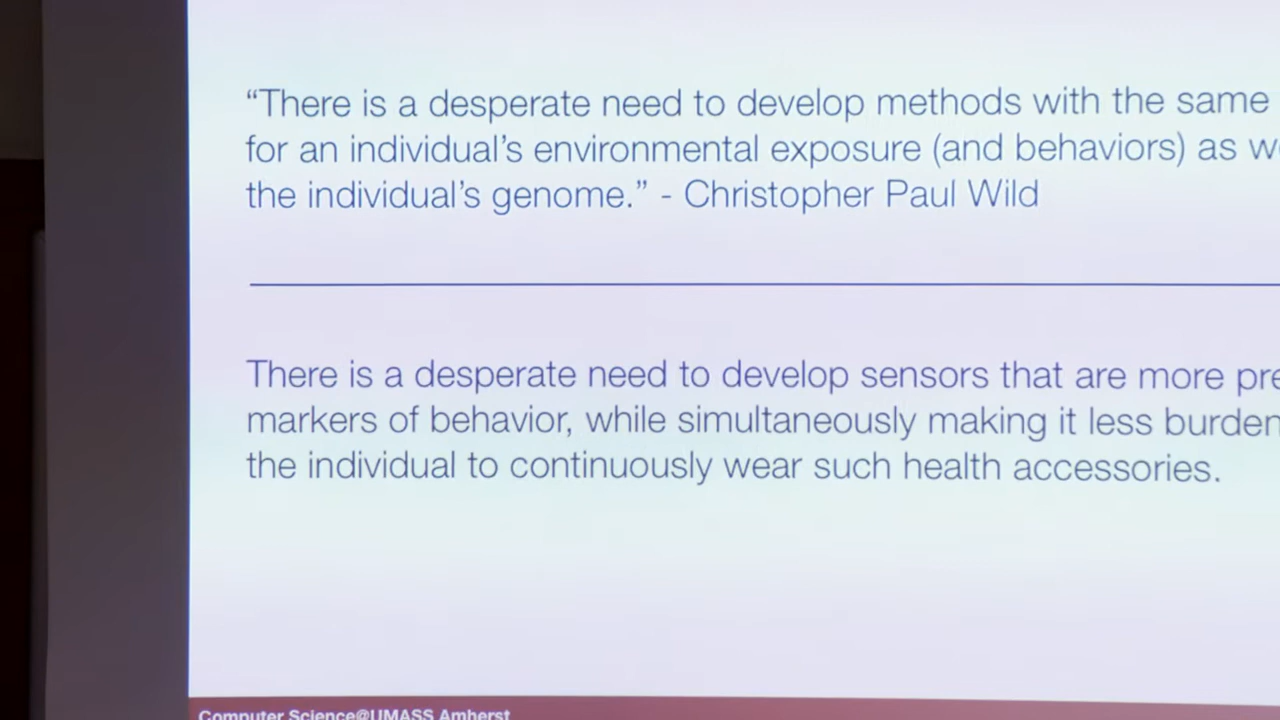 “There is a desperate need to develop methods with the same
for an individual’s environmental exposure (and behaviors) as
the individual’s genome.” - Christopher Paul Wild
There is a desperate need to develop sensors that are more
markers of behavior, while simultaneously making it less
the individual to continuously wear such health accessories.
Computer Science@UMASS Amherst